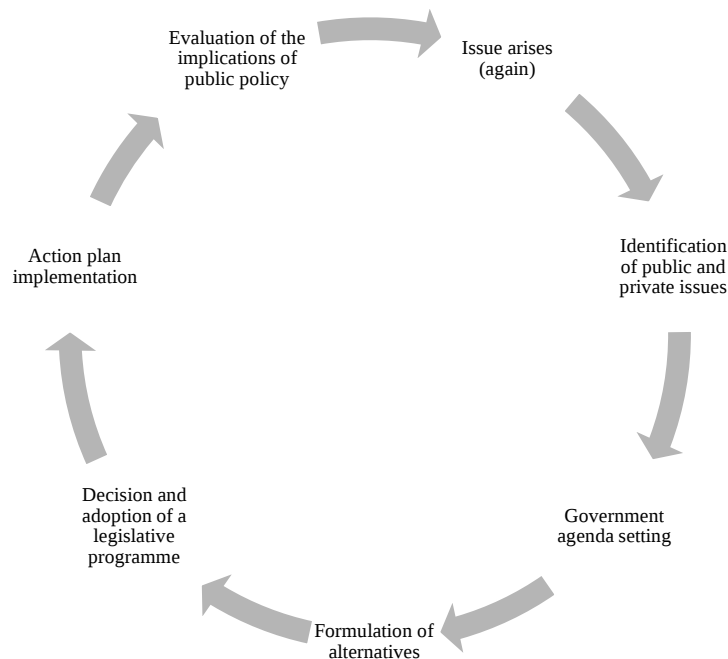 Evaluation of the
implications of
public policy
Issue arises
(again)
Identification
of public and
private issues
Government
agenda setting
Formulation of
alternatives
Decision and
adoption of a
legislative
programme
Action plan
implementation